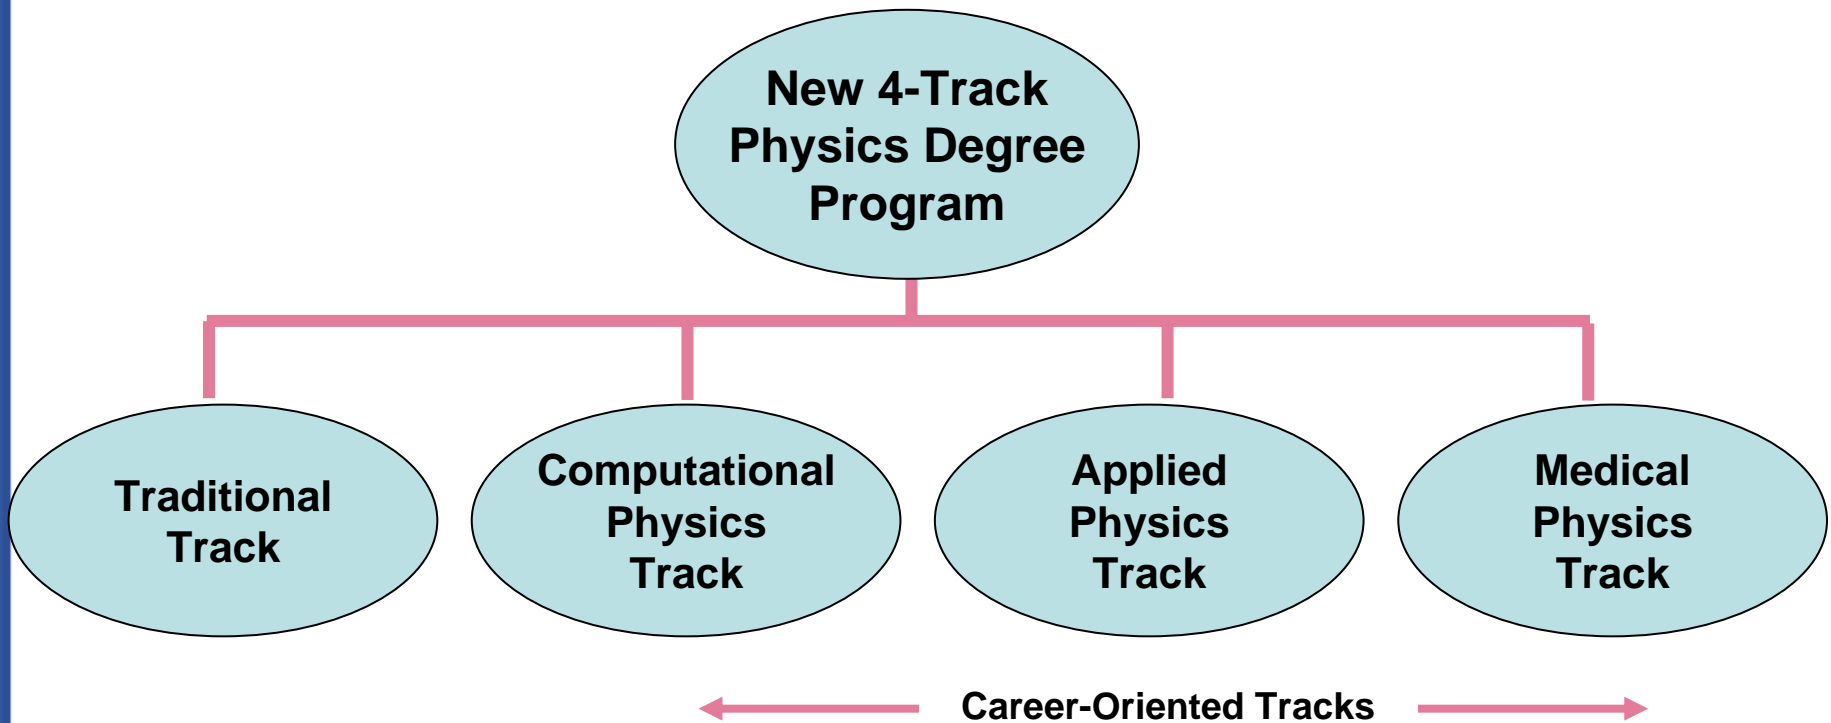 New 4-Track
Physics Degree
Program
Traditional
Track
Computational
Physics
Track
Applied
Physics
Track
Medical
Physics
Track
Career-Oriented Tracks